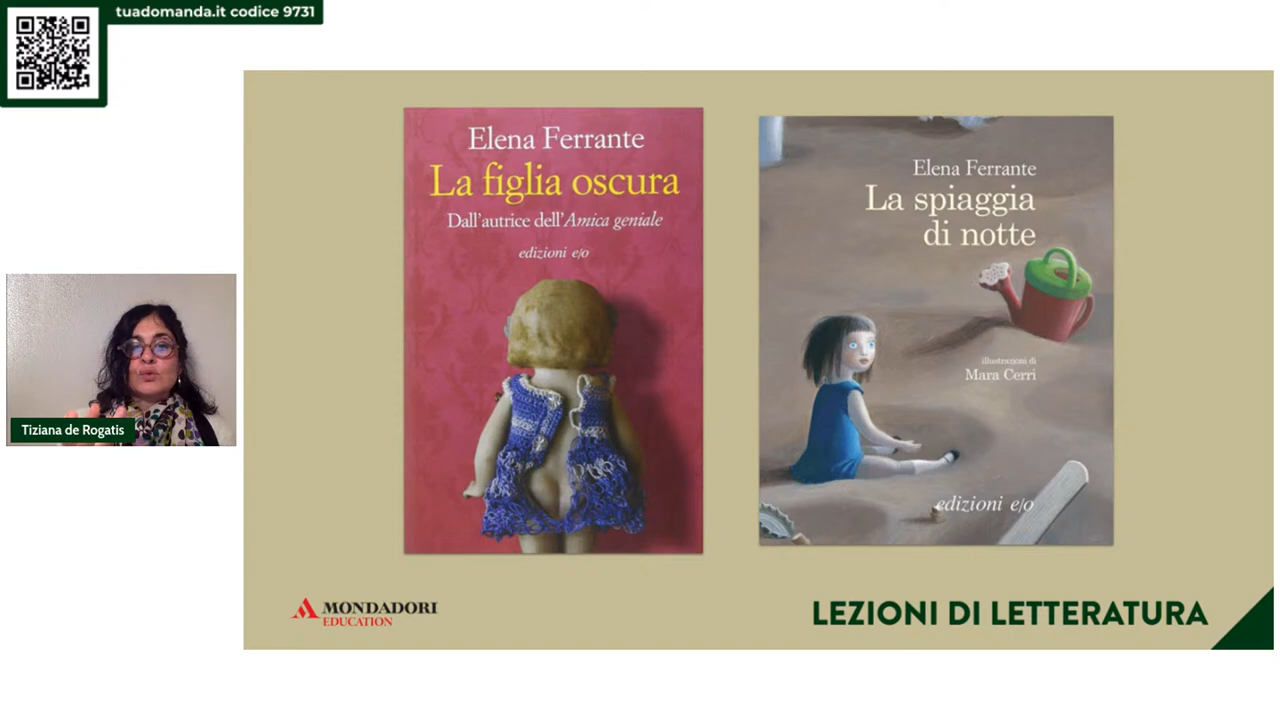 tuadomanda.it codice 9731
Elena Ferrante
La figlia oscura
Dall'autrice dell'Amica geniale
edizioni e/o
Elena Ferrante
La spiaggia
di notte
illustrazioni di
Mara Cerri
edizioni e/o
Tiziana de Rogatis
MONDADORI
EDUCATION
LEZIONI DI LETTERATURA